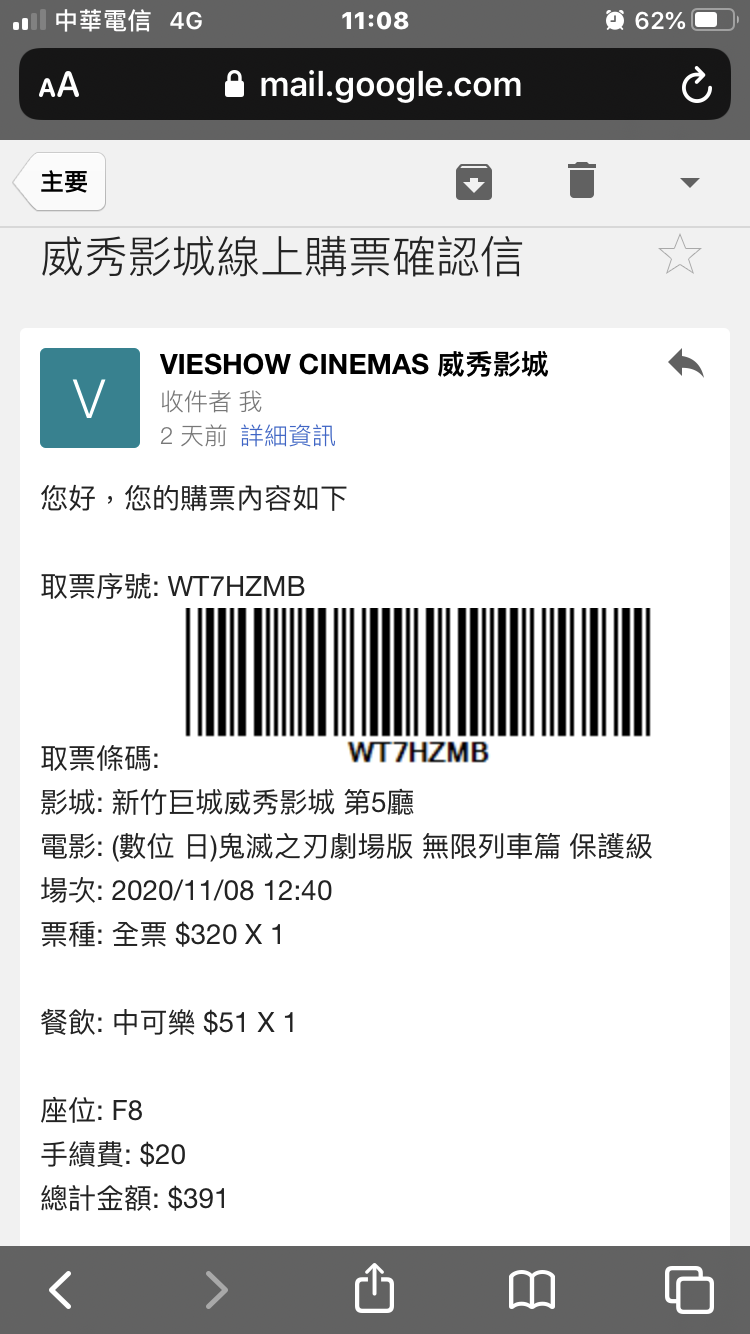 中華電信 4G 11:08 62%
AA mail.google.com
主要
威秀影城線上購票確認信
V
VIESHOW CINEMAS 威秀影城
收件者 我
2 天前 詳細資訊
您好，您的購票內容如下
取票序號: WT7HZMB
WT7HZMB
取票條碼:
影城: 新竹巨城威秀影城 第5廳
電影: (數位 日)鬼滅之刃劇場版 無限列車篇 保護級
場次: 2020/11/08 12:40
票種: 全票 $320 X 1
餐飲: 中可樂 $51 X 1
座位: F8
手續費: $20
總計金額: $391